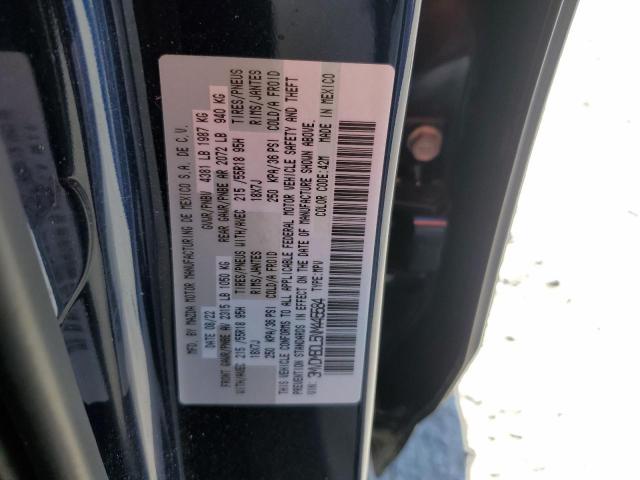 MFD. BY MAZDA MOTOR MANUFACTURING DE MEXICO S.A. DE C.V.
DATE 08/22 GVWR/PNBV 4381 LB 1987 KG
FRONT GAWR/PNBE AV 2315 LB 1050 KG REAR GAWR/PNBE AR 2072 LB 940 KG
WITH/AVEC 215/55R18 95H TIRES/PNEUS WITH/AVEC 215/55R18 95H TIRES/PNEUS
18X7J RIMS/JANTES 18X7J RIMS/JANTES
250 KPA/36 PSI COLD/A FROID 250 KPA/36 PSI COLD/A FROID
THIS VEHICLE CONFORMS TO ALL APPLICABLE FEDERAL MOTOR VEHICLE SAFETY AND THEFT
PREVENTION STANDARDS IN EFFECT ON THE DATE OF MANUFACTURE SHOWN ABOVE.
VIN: TYPE:MPV COLOR CODE:42M MADE IN MEXICO